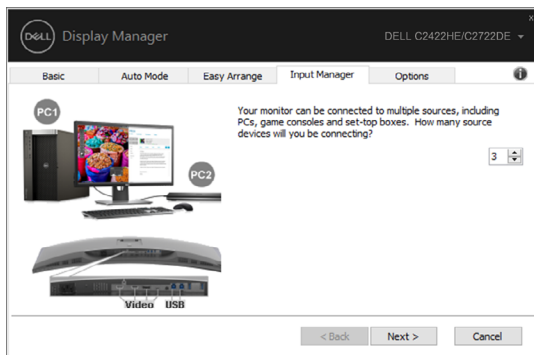 DELL Display Manager
x
DELL C2422HE/C2722DE
Basic Auto Mode Easy Arrange Input Manager Options i
PC1
Your monitor can be connected to multiple sources, including
PCs, game consoles and set-top boxes. How many source
devices will you be connecting?
3
PC2
Video USB
< Back Next > Cancel